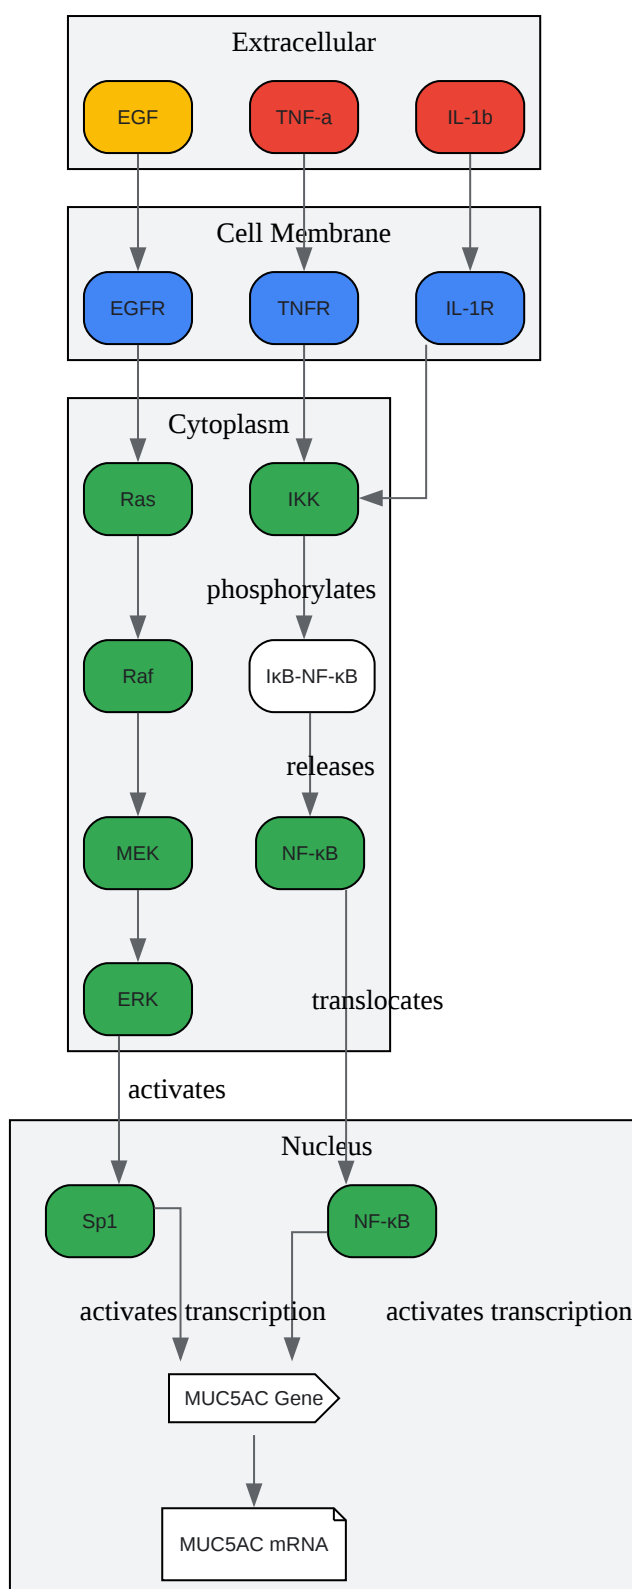 Extracellular
EGF
TNF-a
IL-1b
Cell Membrane
EGFR
TNFR
IL-1R
Cytoplasm
Ras
IKK
phosphorylates
Raf
IκB-NF-κB
releases
MEK
NF-κB
ERK
translocates
activates
Nucleus
Sp1
NF-κB
activates transcription
activates transcription
MUC5AC Gene
MUC5AC mRNA